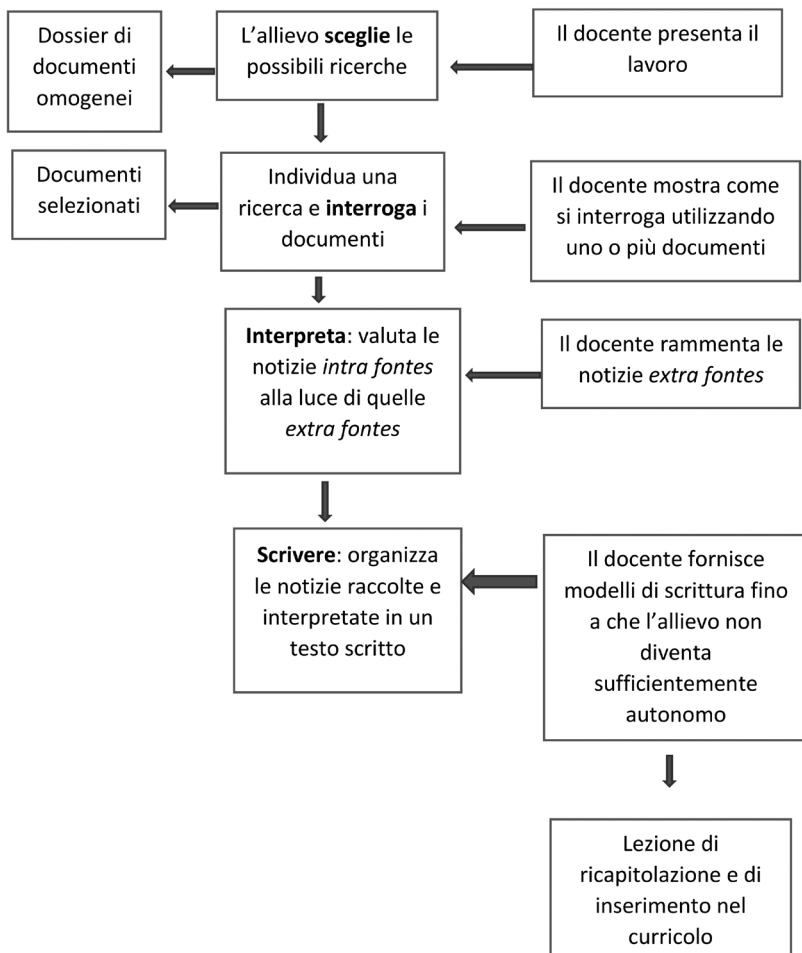 Dossier di
documenti
omogenei
L’allievo sceglie le
possibili ricerche
Il docente presenta il
lavoro
Documenti
selezionati
Individua una
ricerca e interroga i
documenti
Il docente mostra come
si interroga utilizzando
uno o più documenti
Interpreta: valuta le
notizie intra fontes
alla luce di quelle
extra fontes
Il docente rammenta le
notizie extra fontes
Scrivere: organizza
le notizie raccolte e
interpretate in un
testo scritto
Il docente fornisce
modelli di scrittura fino
a che l’allievo non
diventa
sufficientemente
autonomo
Lezione di
ricapitolazione e di
inserimento nel
curricolo